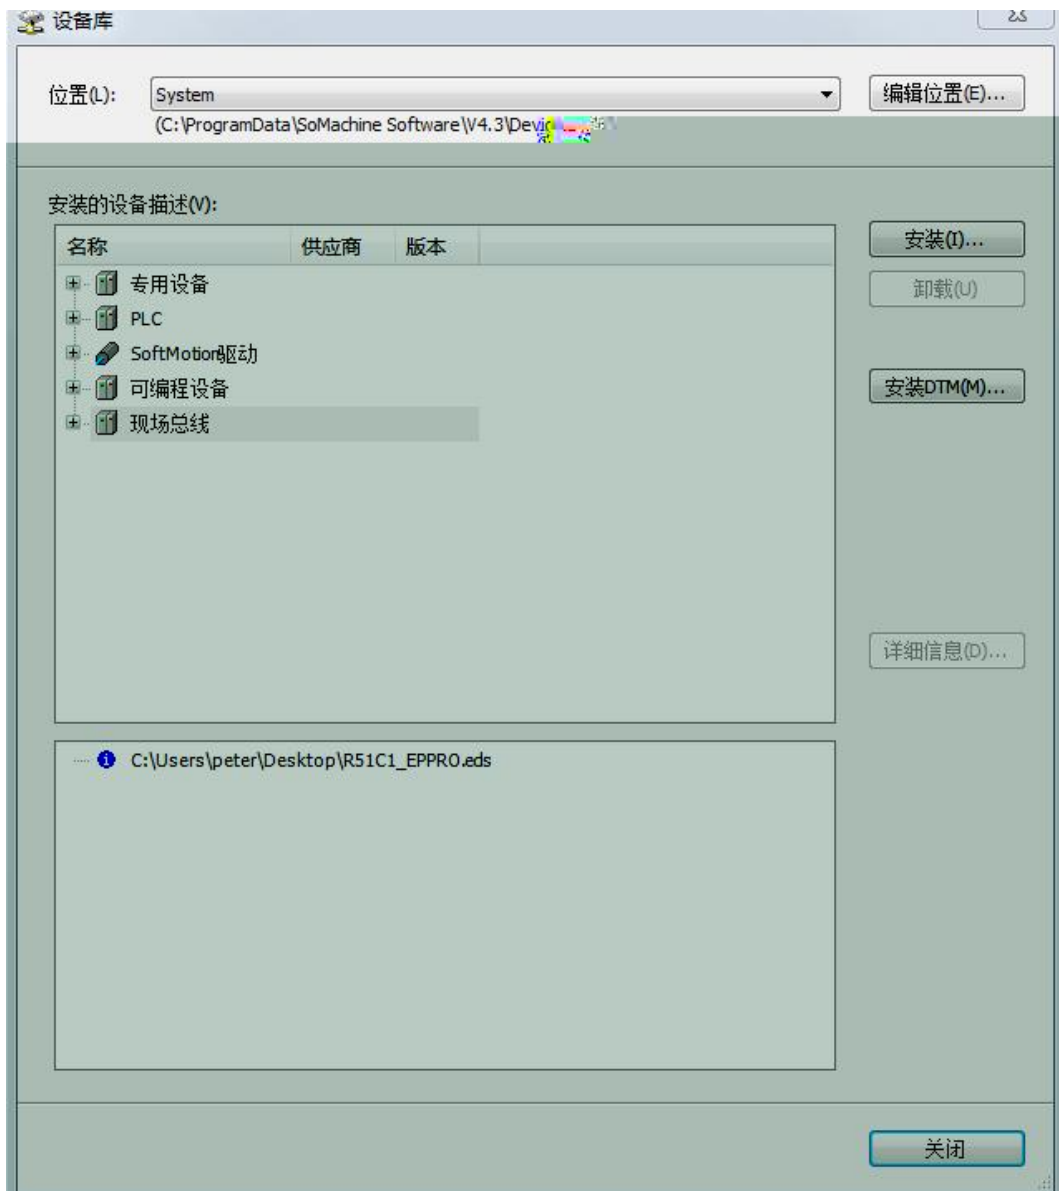 设备库
位置(L): System 编辑位置(E)...
(C:\ProgramData\SoMachine Software\V4.3\Devic
安装的设备描述(V):
名称 供应商 版本 安装(I)...
专用设备 卸载(U)
PLC
SoftMotion驱动
可编程设备 安装DTM(M)...
现场总线
详细信息(D)...
C:\Users\peter\Desktop\R51C1_EPPRO.eds
关闭